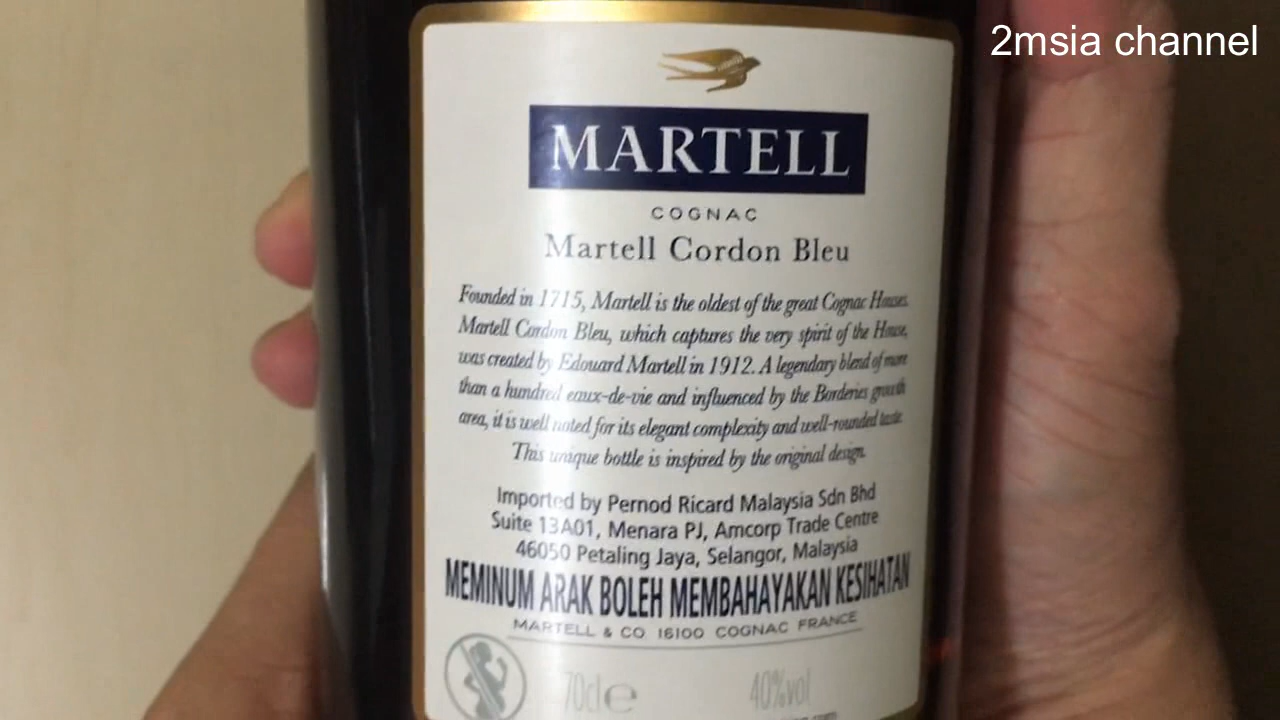 2msia channel
MARTELL
COGNAC
Martell Cordon Bleu
Founded in 1715, Martell is the oldest of the great Cognac Houses.
Martell Cordon Bleu, which captures the very spirit of the House,
was created by Edouard Martell in 1912. A legendary blend of more
than a hundred eaux-de-vie and influenced by the Borderies growth
area, it is well noted for its elegant complexity and well-rounded taste.
This unique bottle is inspired by the original design.
Imported by Pernod Ricard Malaysia Sdn Bhd
Suite 13A01, Menara PJ, Amcorp Trade Centre
46050 Petaling Jaya, Selangor, Malaysia
MEMINUM ARAK BOLEH MEMBAHAYAKAN KESIHATAN
MARTELL & CO 16100 COGNAC FRANCE
70cl e 40%vol